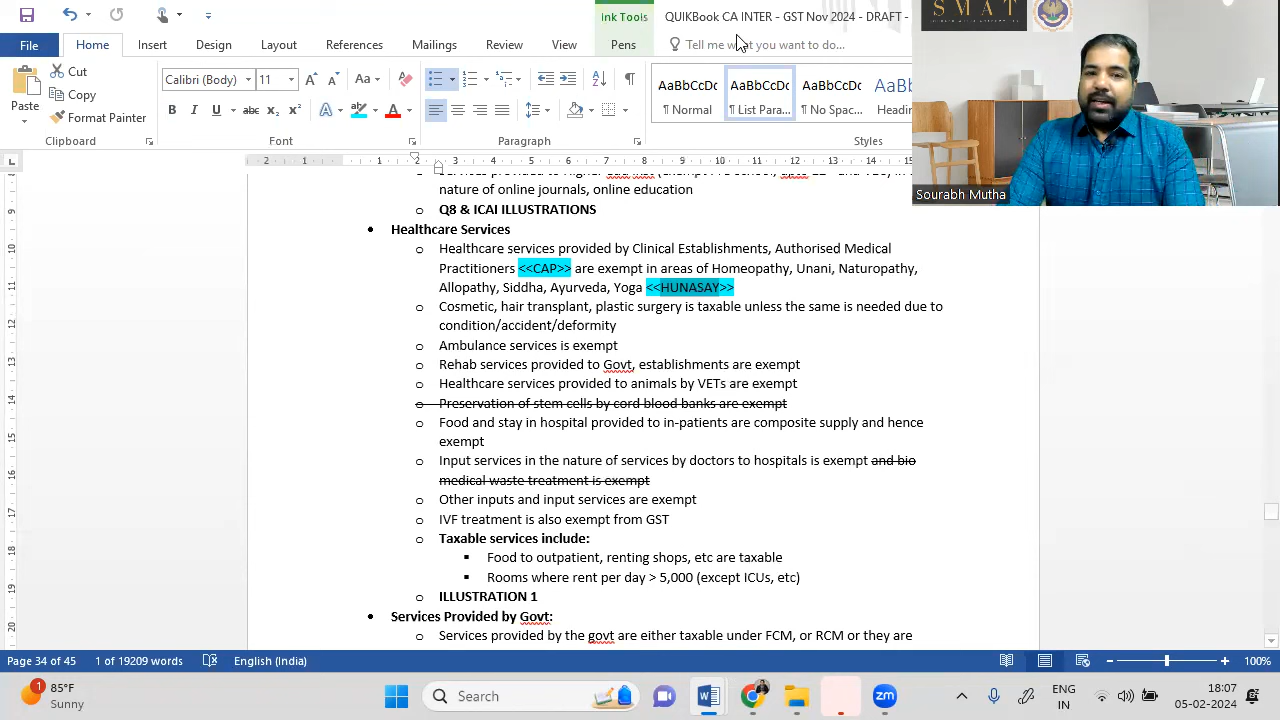 Ink Tools
QUIKBook CA INTER - GST Nov 2024 - DRAFT -
SMAT
File
Home
Insert
Design
Layout
References
Mailings
Review
View
Pens
Tell me what you want to do...
Cut
Copy
Format Painter
Paste
Calibri (Body)
11
AaBbCcDc
¶ Normal
AaBbCcDc
¶ List Para...
AaBbCcDc
¶ No Spac...
AaBbCc
Headin
Clipboard
Font
Paragraph
Styles
Sourabh Mutha
nature of online journals, online education
o Q8 & ICAI ILLUSTRATIONS
• Healthcare Services
o Healthcare services provided by Clinical Establishments, Authorised Medical
Practitioners <<CAP>> are exempt in areas of Homeopathy, Unani, Naturopathy,
Allopathy, Siddha, Ayurveda, Yoga <<HUNASAY>>
o Cosmetic, hair transplant, plastic surgery is taxable unless the same is needed due to
condition/accident/deformity
o Ambulance services is exempt
o Rehab services provided to Govt, establishments are exempt
o Healthcare services provided to animals by VETs are exempt
o Preservation of stem cells by cord blood banks are exempt
o Food and stay in hospital provided to in-patients are composite supply and hence
exempt
o Input services in the nature of services by doctors to hospitals is exempt and bio
medical waste treatment is exempt
o Other inputs and input services are exempt
o IVF treatment is also exempt from GST
o Taxable services include:
▪ Food to outpatient, renting shops, etc are taxable
▪ Rooms where rent per day > 5,000 (except ICUs, etc)
o ILLUSTRATION 1
• Services Provided by Govt:
o Services provided by the govt are either taxable under FCM, or RCM or they are
Page 34 of 45
1 of 19209 words
English (India)
100%
85°F
Sunny
Search
ENG
IN
18:07
05-02-2024